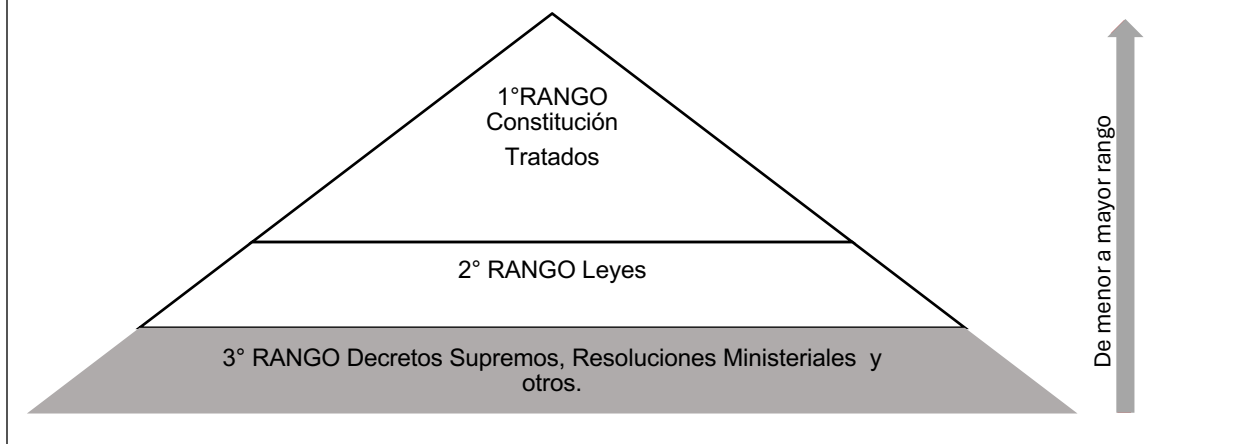 1°RANGO
Constitución
Tratados
2° RANGO Leyes
3° RANGO Decretos Supremos, Resoluciones Ministeriales y
otros.
De menor a mayor rango